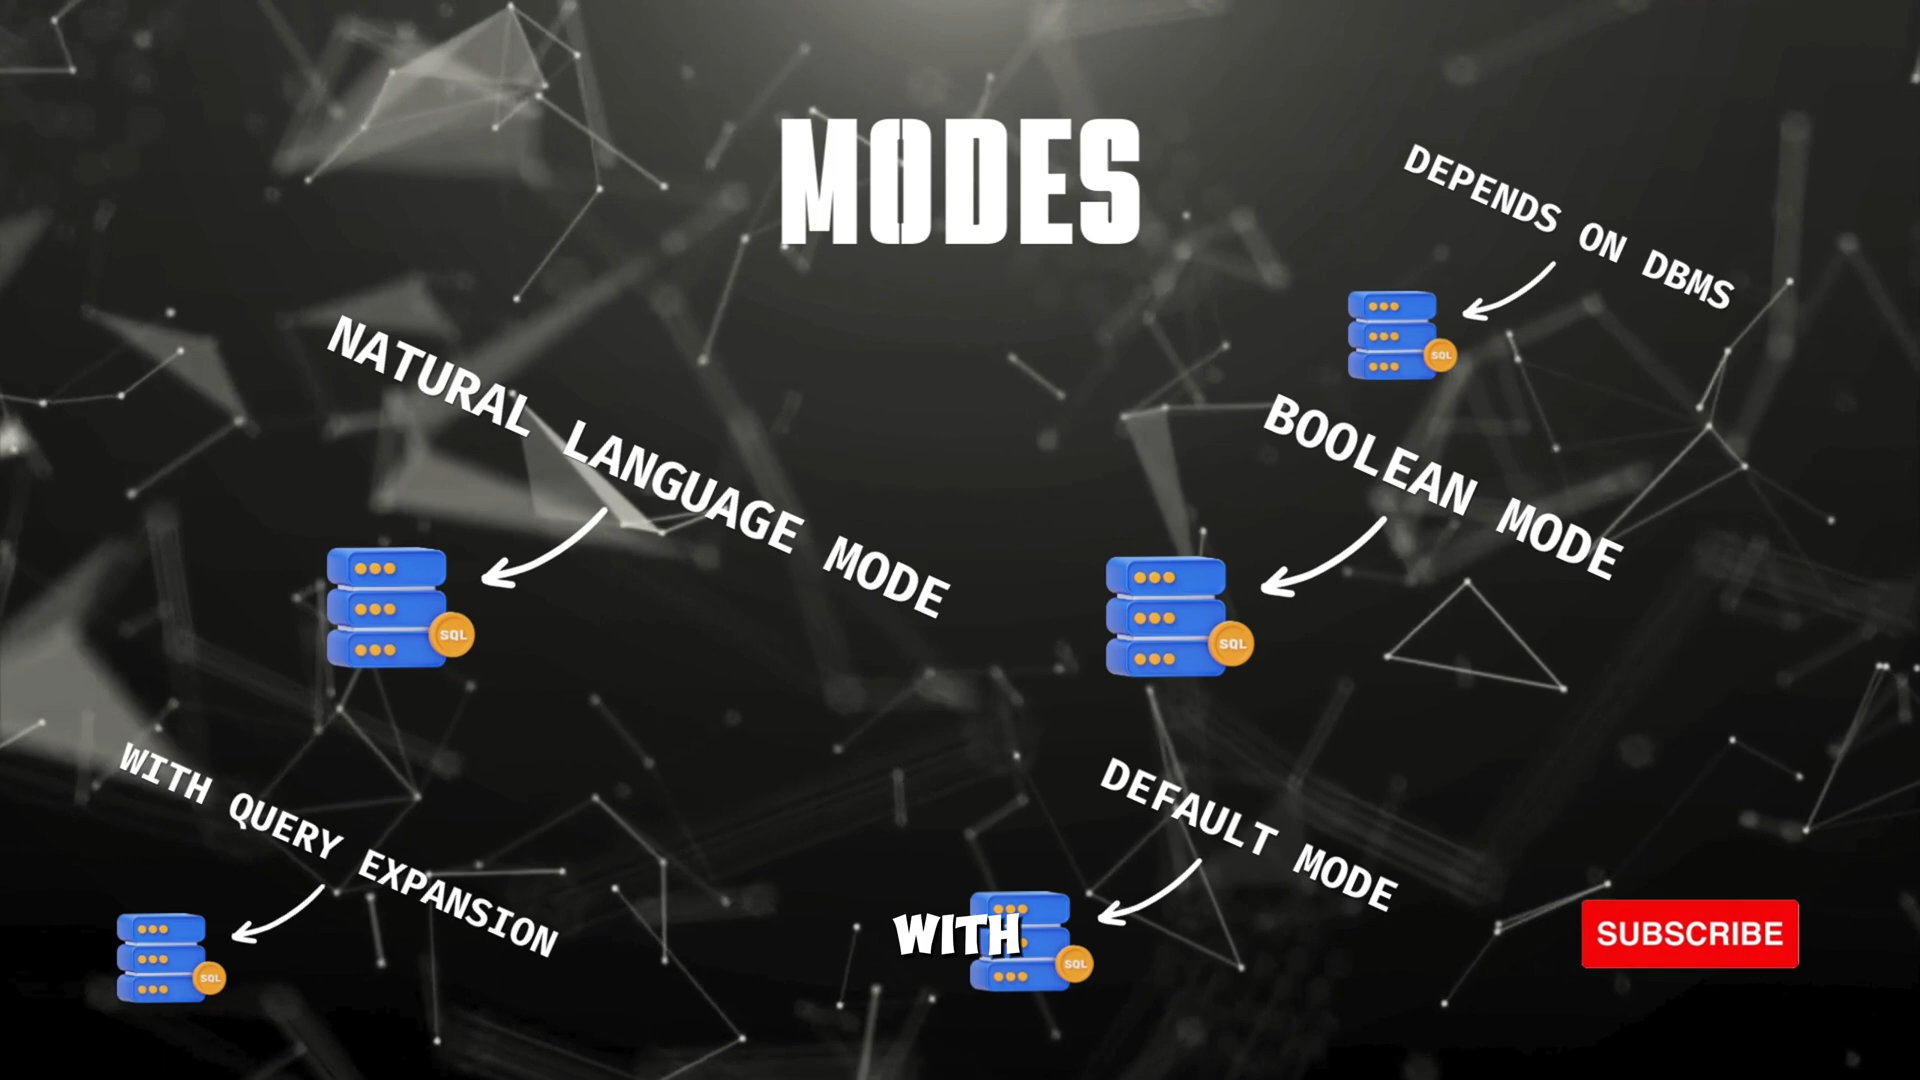 MODES
DEPENDS ON DBMS
SQL
NATURAL LANGUAGE MODE
BOOLEAN MODE
SQL
SQL
WITH QUERY EXPANSION
DEFAULT MODE
SQL
WITH
SQL
SUBSCRIBE